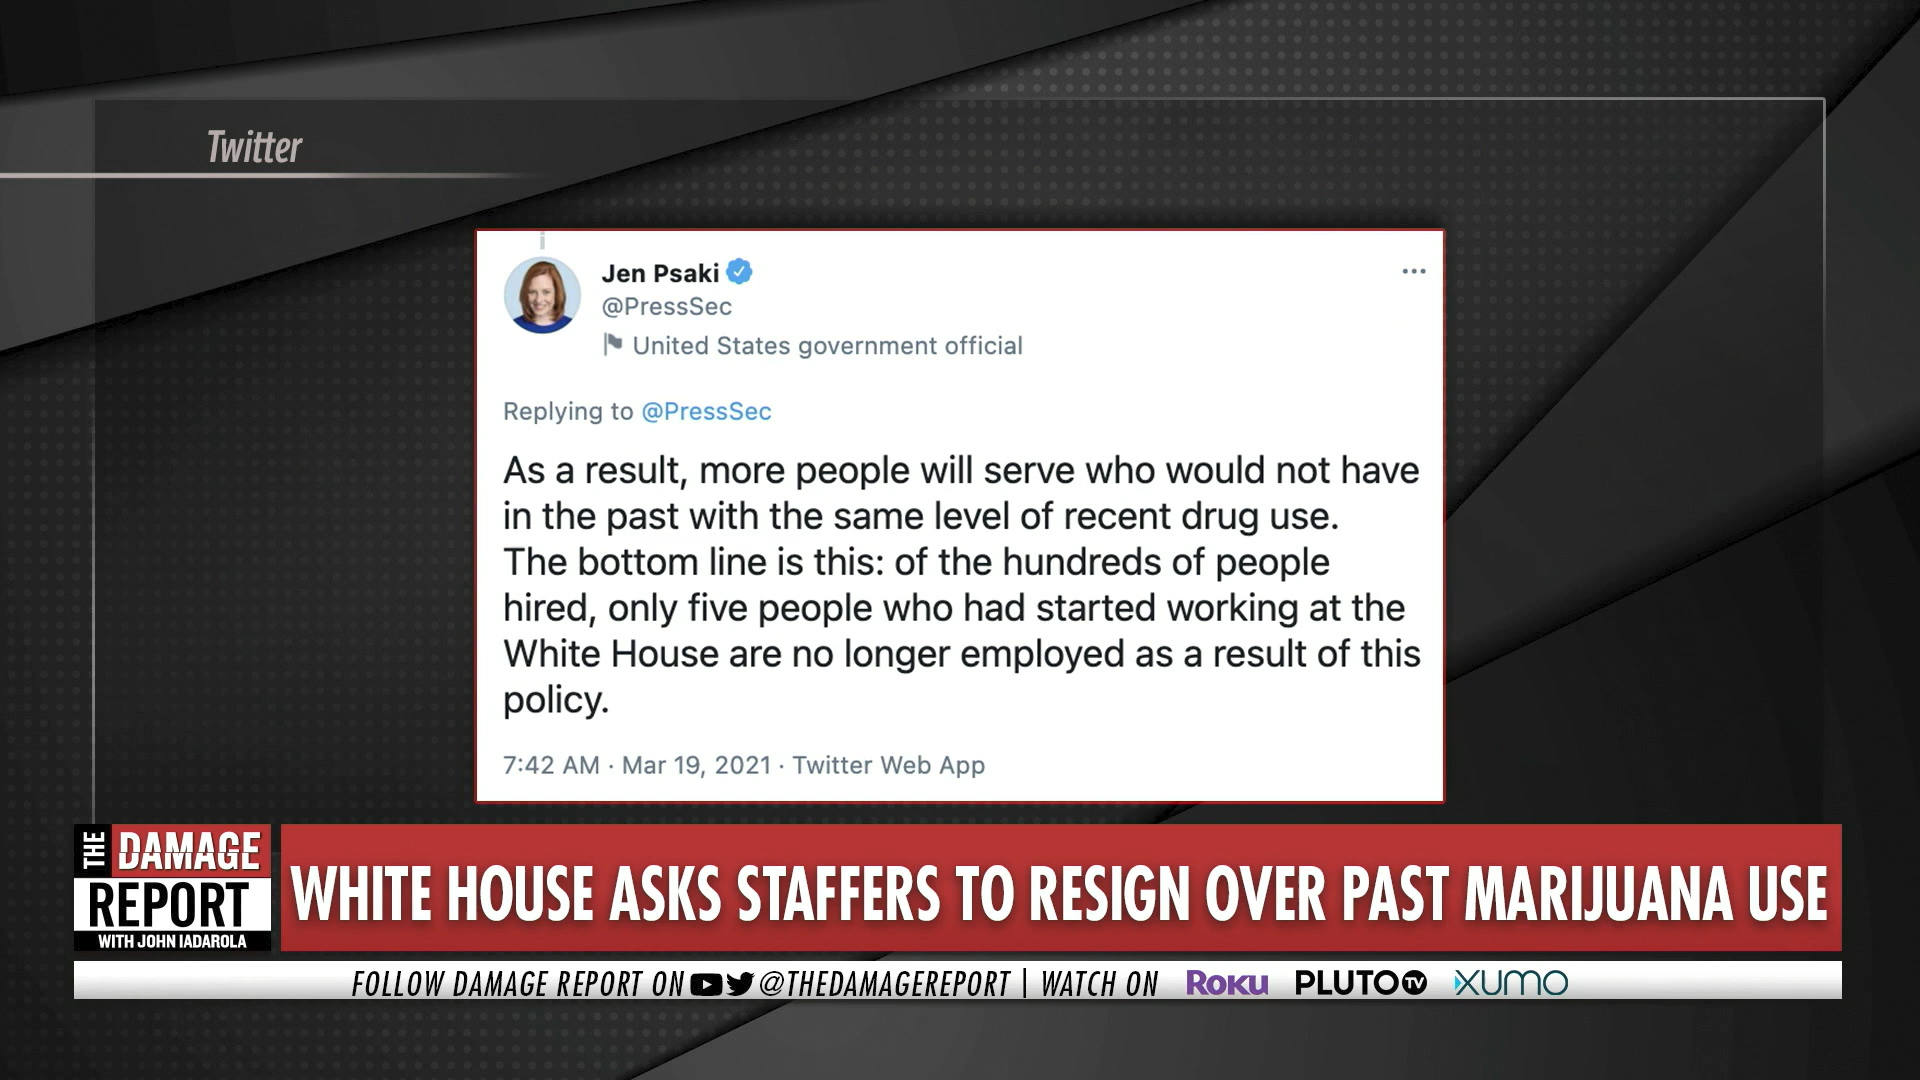 Twitter
Jen Psaki
@PressSec
United States government official
Replying to @PressSec
As a result, more people will serve who would not have
in the past with the same level of recent drug use.
The bottom line is this: of the hundreds of people
hired, only five people who had started working at the
White House are no longer employed as a result of this
policy.
7:42 AM · Mar 19, 2021 · Twitter Web App
THE DAMAGE
REPORT
WITH JOHN IADAROLA
WHITE HOUSE ASKS STAFFERS TO RESIGN OVER PAST MARIJUANA USE
FOLLOW DAMAGE REPORT ON @THEDAMAGEREPORT | WATCH ON ROKU PLUTO TV XUMO